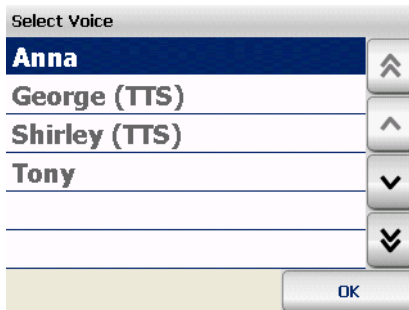 Select Voice
Anna
George (TTS)
Shirley (TTS)
Tony
OK